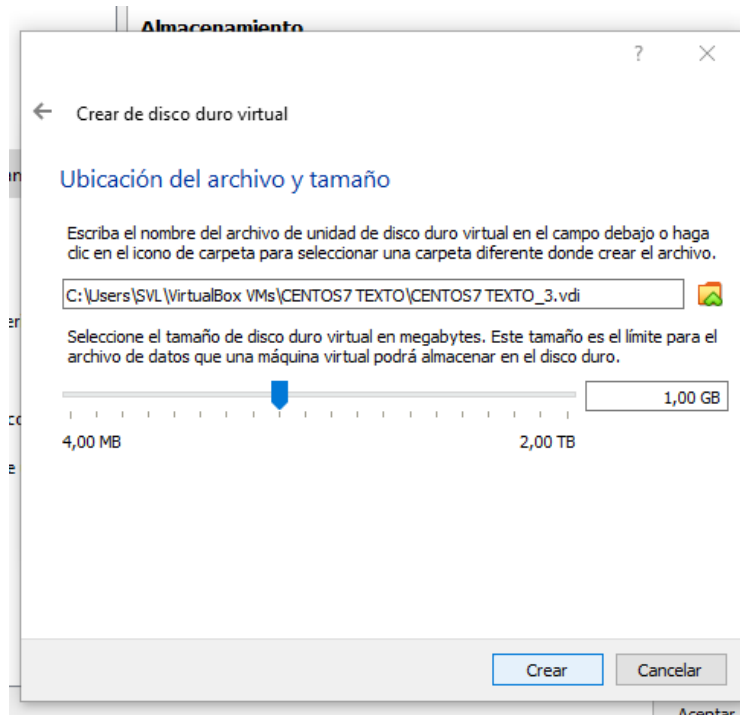 Almacenamiento
?
Crear de disco duro virtual
Ubicación del archivo y tamaño
Escriba el nombre del archivo de unidad de disco duro virtual en el campo debajo o haga
clic en el icono de carpeta para seleccionar una carpeta diferente donde crear el archivo.
C:\Users\SVL\VirtualBox VMs\CENTOS7 TEXTO\CENTOS7 TEXTO_3.vdi
Seleccione el tamaño de disco duro virtual en megabytes. Este tamaño es el límite para el
archivo de datos que una máquina virtual podrá almacenar en el disco duro.
1,00 GB
4,00 MB 2,00 TB
Crear Cancelar
Aceptar